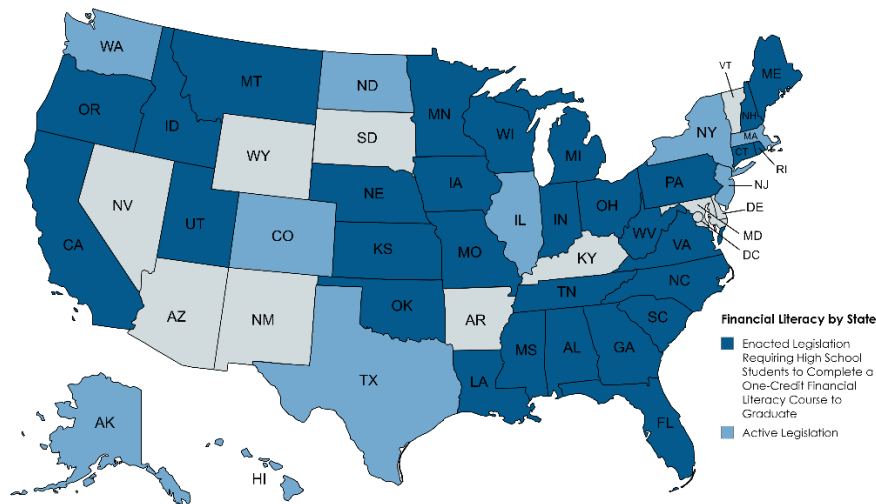 WA
MT
ND
MN
VT
ME
OR
ID
SD
WI
NH
WY
MI
NY
MA
CT
RI
NV
NE
IA
PA
NJ
UT
CO
IL
IN
OH
DE
CA
KS
MO
WV
VA
MD
KY
DC
AZ
NM
OK
AR
TN
NC
SC
TX
LA
MS
AL
GA
FL
AK
HI
Financial Literacy by State
Enacted Legislation
Requiring High School
Students to Complete a
One-Credit Financial
Literacy Course to
Graduate
Active Legislation